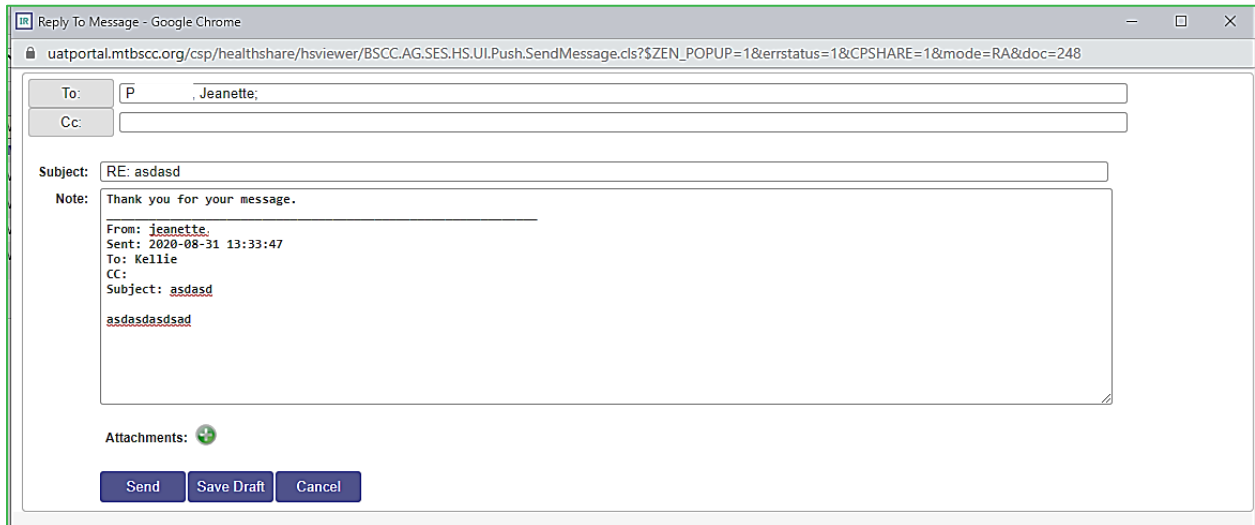 IR Reply To Message - Google Chrome
uatportal.mtbscc.org/csp/healthshare/hsviewer/BSCC.AG.SES.HS.UI.Push.SendMessage.cls?$ZEN_POPUP=1&errstatus=1&CPSHARE=1&mode=RA&doc=248
To: P , Jeanette;
Cc:
Subject: RE: asdasd
Note: Thank you for your message.
From: jeanette.
Sent: 2020-08-31 13:33:47
To: Kellie
CC:
Subject: asdasd
asdasdasdsad
Attachments:
Send Save Draft Cancel